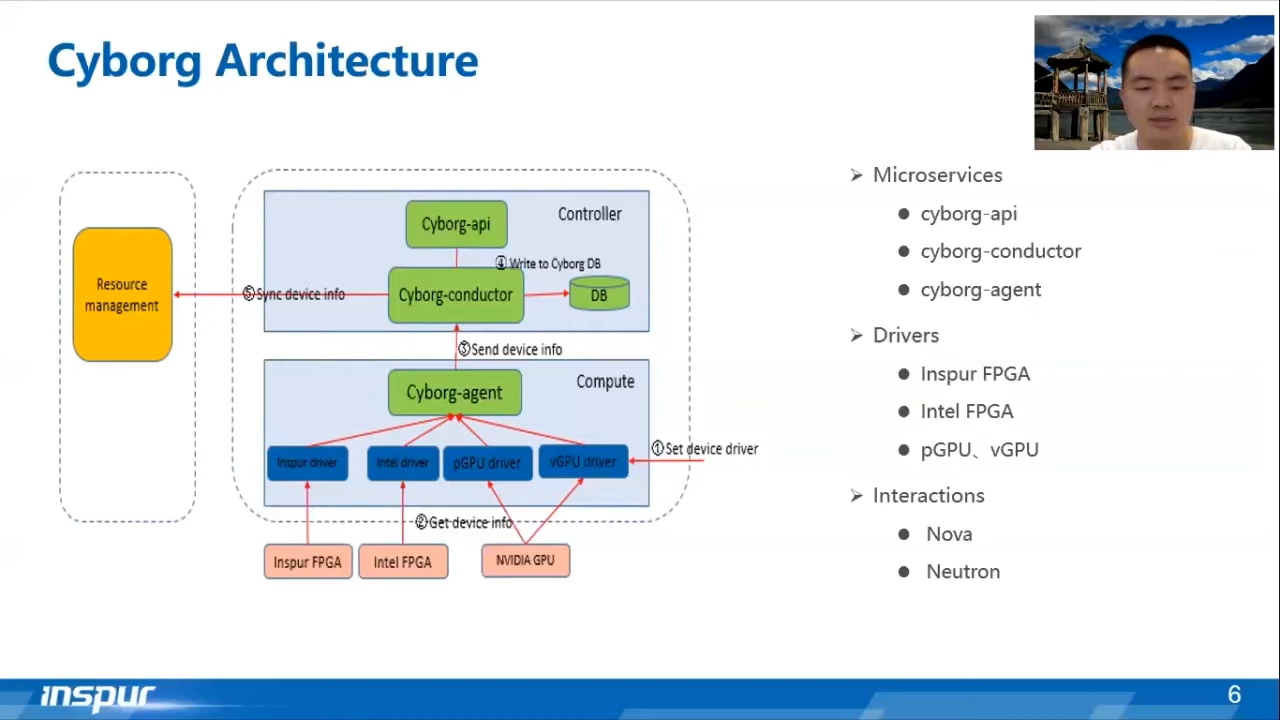 Cyborg Architecture
Resource
management
Controller
Cyborg-api
④Write to Cyborg DB
⑤Sync device info
Cyborg-conductor
DB
③Send device info
Compute
Cyborg-agent
①Set device driver
Inspur driver
Intel driver
pGPU driver
vGPU driver
②Get device info
Inspur FPGA
Intel FPGA
NVIDIA GPU
➢ Microservices
● cyborg-api
● cyborg-conductor
● cyborg-agent
➢ Drivers
● Inspur FPGA
● Intel FPGA
● pGPU、vGPU
➢ Interactions
● Nova
● Neutron
inspur
6